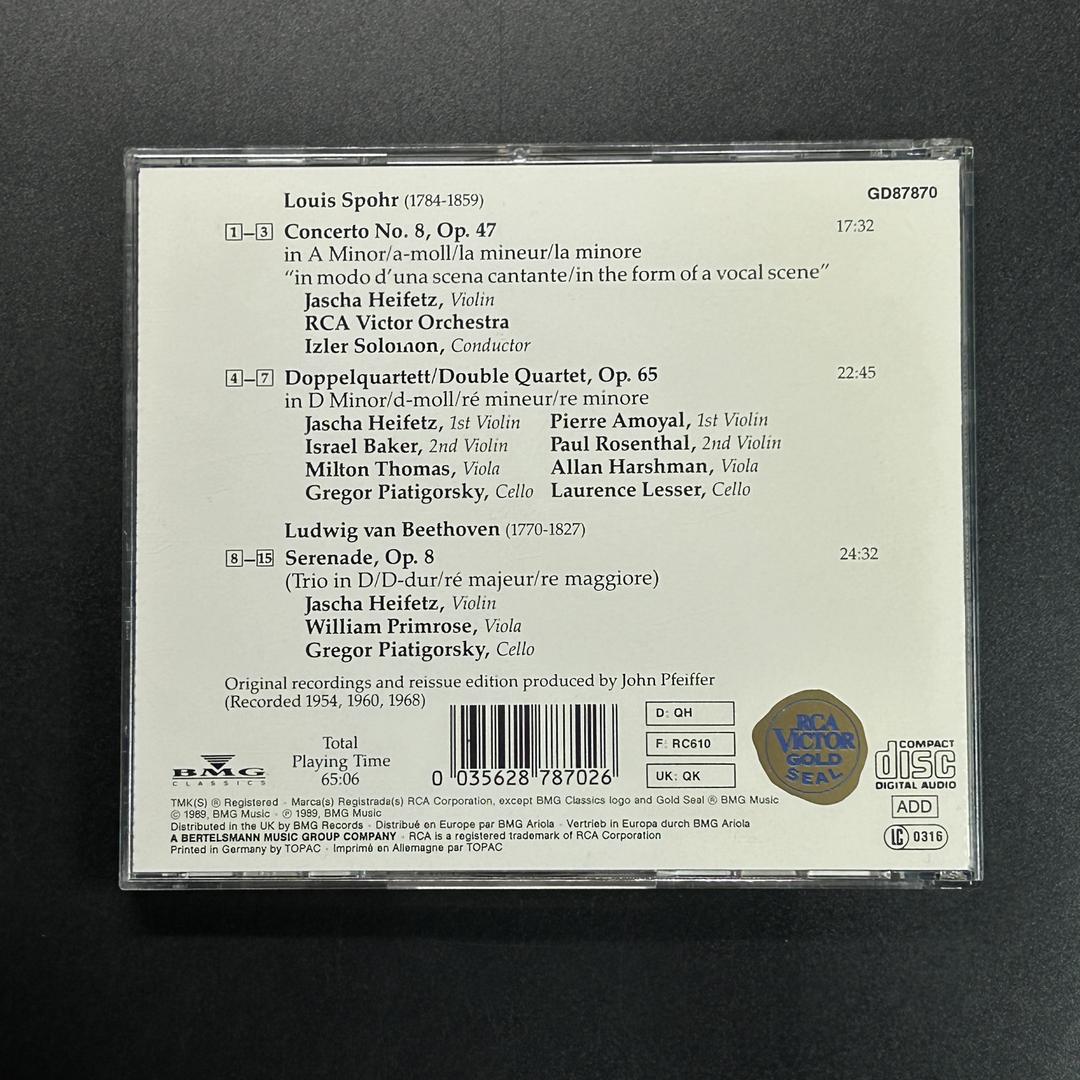 Louis Spohr (1784-1859)
GD87870
1–3 Concerto No. 8, Op. 47 17:32
in A Minor/a-moll/la mineur/la minore
“in modo d’una scena cantante/in the form of a vocal scene”
Jascha Heifetz, Violin
RCA Victor Orchestra
Izler Solomon, Conductor
4–7 Doppelquartett/Double Quartet, Op. 65 22:45
in D Minor/d-moll/ré mineur/re minore
Jascha Heifetz, 1st Violin Pierre Amoyal, 1st Violin
Israel Baker, 2nd Violin Paul Rosenthal, 2nd Violin
Milton Thomas, Viola Allan Harshman, Viola
Gregor Piatigorsky, Cello Laurence Lesser, Cello
Ludwig van Beethoven (1770-1827)
8–15 Serenade, Op. 8 24:32
(Trio in D/D-dur/ré majeur/re maggiore)
Jascha Heifetz, Violin
William Primrose, Viola
Gregor Piatigorsky, Cello
Original recordings and reissue edition produced by John Pfeiffer
(Recorded 1954, 1960, 1968)
Total
Playing Time
65:06
BMG
CLASSICS
0 035628 787026
D: QH
F: RC610
UK: QK
RCA
VICTOR
GOLD
SEAL
COMPACT
disc
DIGITAL AUDIO
ADD
LC 0316
TMK(S) ® Registered · Marca(s) Registrada(s) RCA Corporation, except BMG Classics logo and Gold Seal ® BMG Music
© 1989, BMG Music · ℗ 1989, BMG Music
Distributed in the UK by BMG Records · Distribué en Europe par BMG Ariola · Vertrieb in Europa durch BMG Ariola
A BERTELSMANN MUSIC GROUP COMPANY · RCA is a registered trademark of RCA Corporation
Printed in Germany by TOPAC · Imprimé en Allemagne par TOPAC